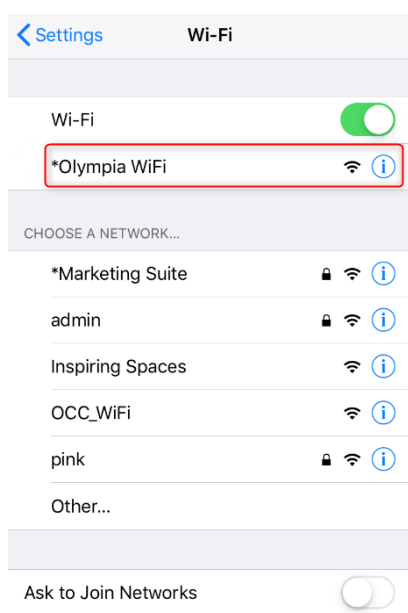 Settings Wi-Fi
Wi-Fi
*Olympia WiFi
CHOOSE A NETWORK...
*Marketing Suite
admin
Inspiring Spaces
OCC_WiFi
pink
Other...
Ask to Join Networks